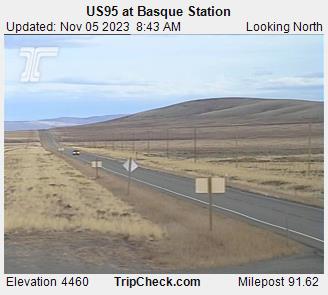 US95 at Basque Station
Updated: Nov 05 2023 8:43 AM Looking North
Elevation 4460 TripCheck.com Milepost 91.62